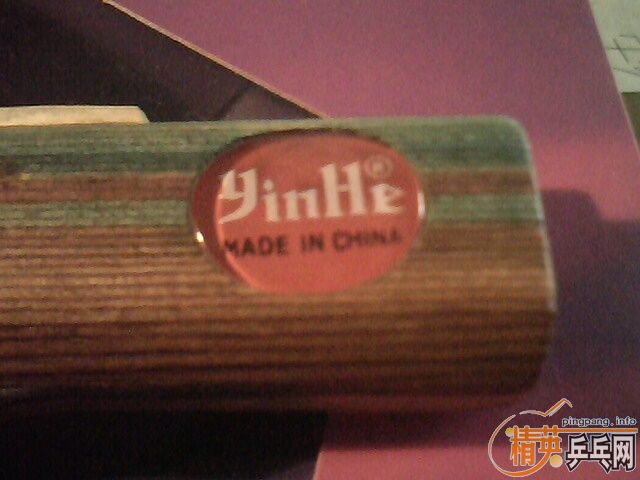 YinHe®
MADE IN CHINA
pingpang.info
精英乒乓网